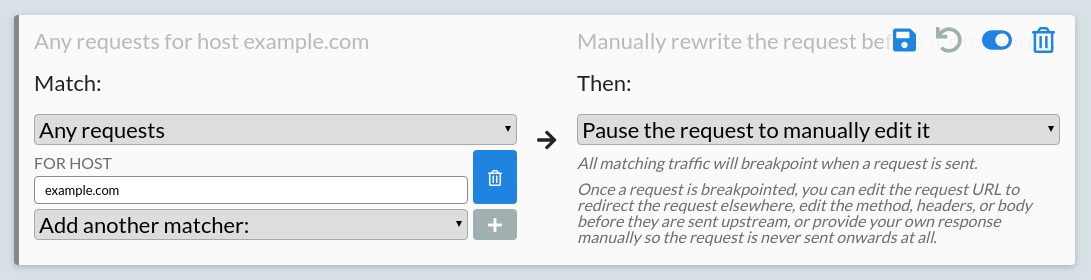 Any requests for host example.com
Manually rewrite the request bef
Match:
Then:
Any requests
Pause the request to manually edit it
FOR HOST
example.com
Add another matcher:
All matching traffic will breakpoint when a request is sent.
Once a request is breakpointed, you can edit the request URL to
redirect the request elsewhere, edit the method, headers, or body
before they are sent upstream, or provide your own response
manually so the request is never sent onwards at all.